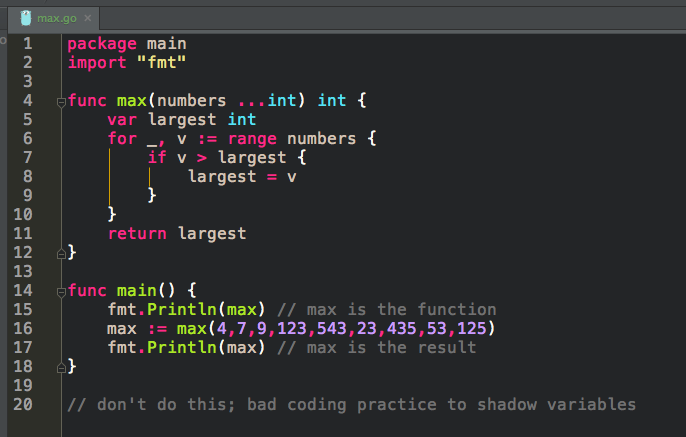 max.go
1 package main
2 import "fmt"
3
4 func max(numbers ...int) int {
5     var largest int
6     for _, v := range numbers {
7         if v > largest {
8             largest = v
9         }
10     }
11     return largest
12 }
13
14 func main() {
15     fmt.Println(max) // max is the function
16     max := max(4,7,9,123,543,23,435,53,125)
17     fmt.Println(max) // max is the result
18 }
19
20 // don't do this; bad coding practice to shadow variables